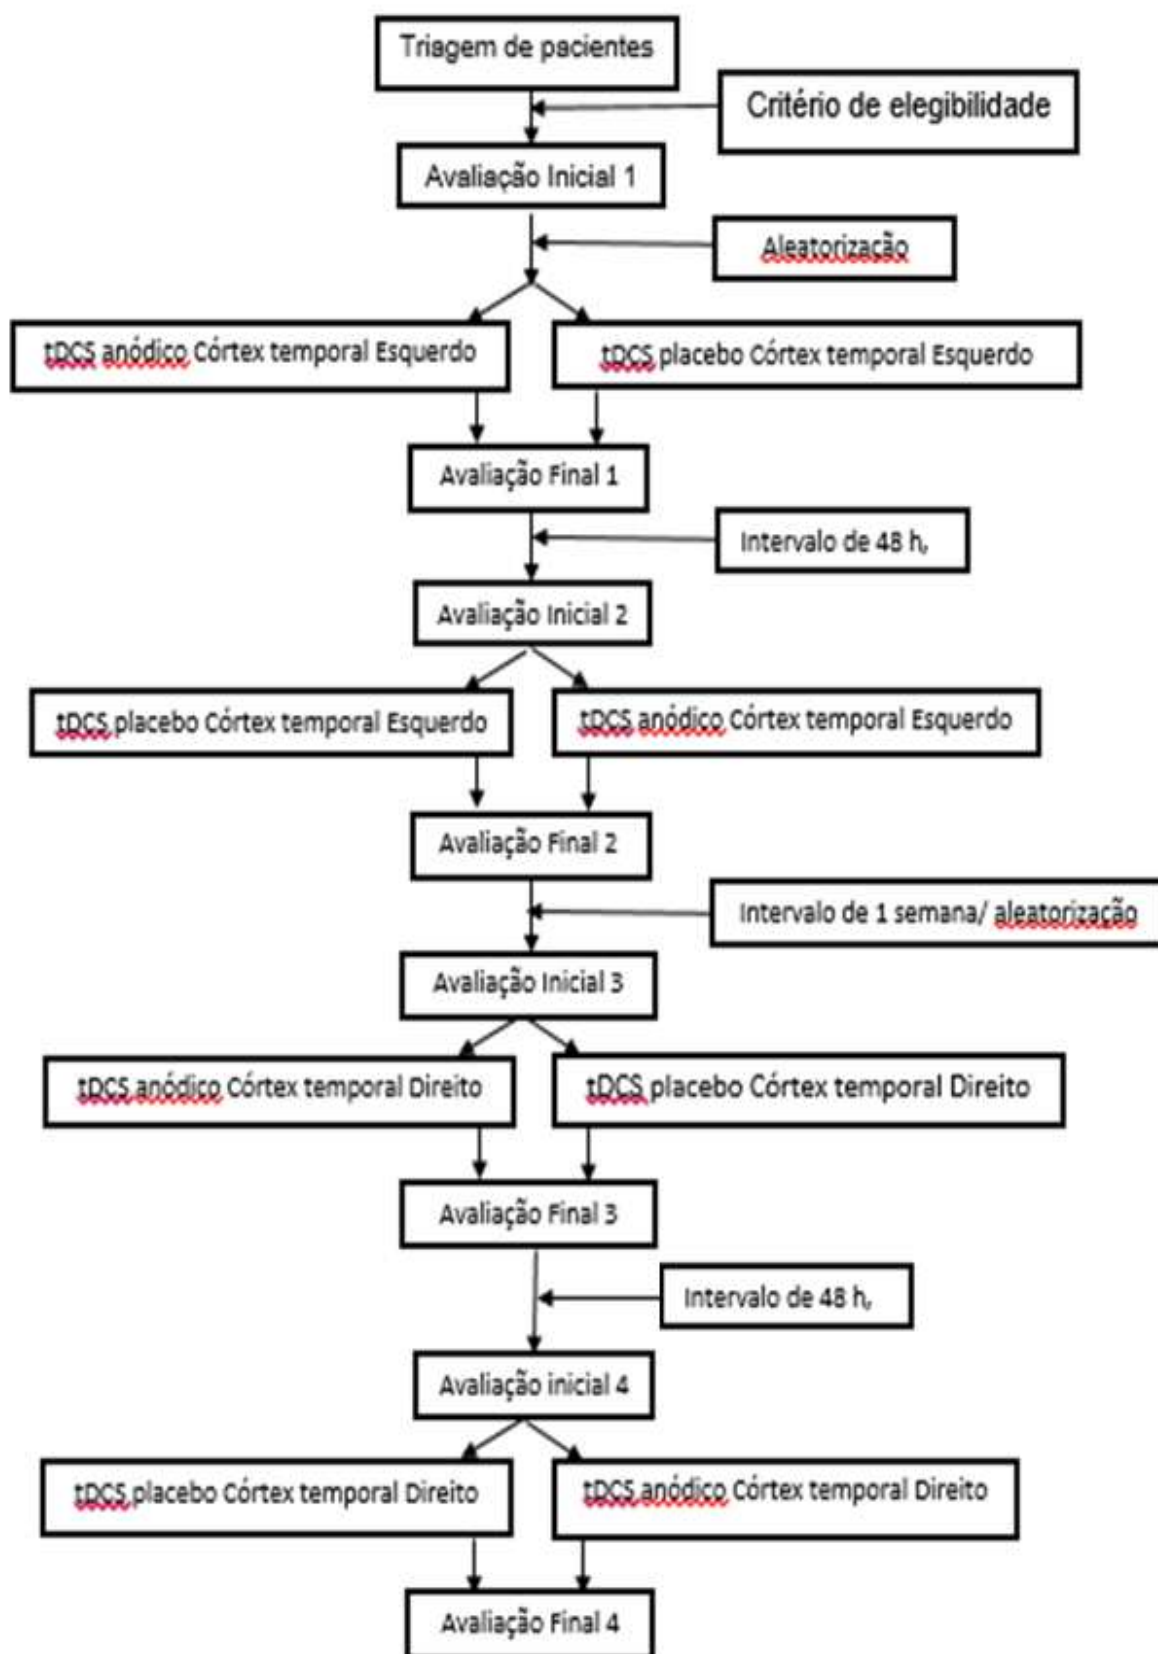 Triagem de pacientes
Critério de elegibilidade
Avaliação Inicial 1
Aleatorização
tDCS anódico Córtex temporal Esquerdo
tDCS placebo Córtex temporal Esquerdo
Avaliação Final 1
Intervalo de 48 h,
Avaliação Inicial 2
tDCS placebo Córtex temporal Esquerdo
tDCS anódico Córtex temporal Esquerdo
Avaliação Final 2
Intervalo de 1 semana/ aleatorização
Avaliação Inicial 3
tDCS anódico Córtex temporal Direito
tDCS placebo Córtex temporal Direito
Avaliação Final 3
Intervalo de 48 h,
Avaliação inicial 4
tDCS placebo Córtex temporal Direito
tDCS anódico Córtex temporal Direito
Avaliação Final 4